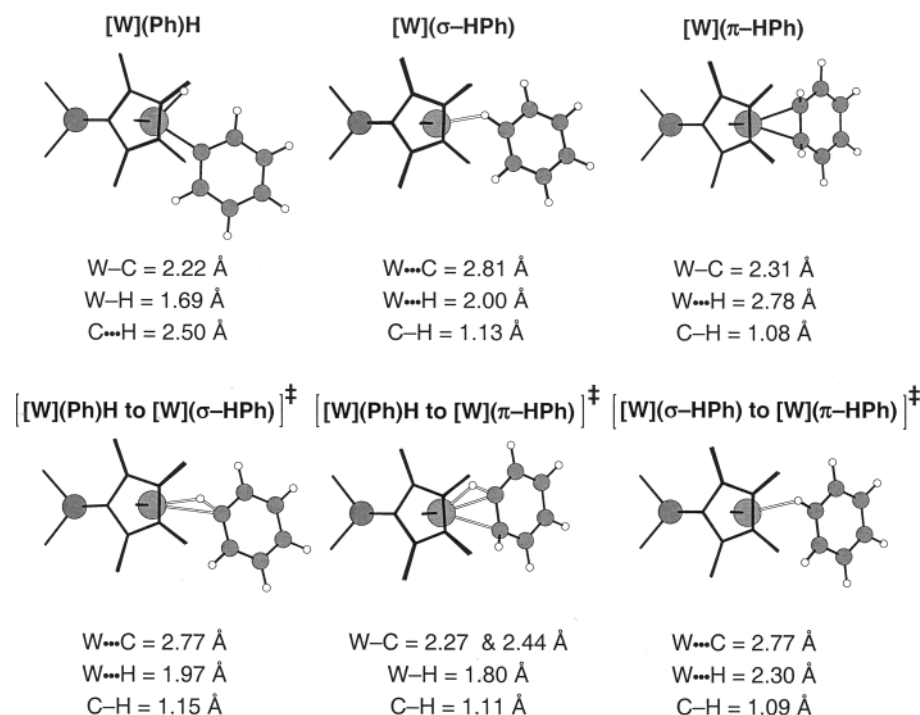 [W](Ph)H
[W](σ–HPh)
[W](π–HPh)
W–C = 2.22 Å
W–H = 1.69 Å
C•••H = 2.50 Å
W•••C = 2.81 Å
W•••H = 2.00 Å
C–H = 1.13 Å
W–C = 2.31 Å
W•••H = 2.78 Å
C–H = 1.08 Å
[[W](Ph)H to [W](σ–HPh)]‡
[[W](Ph)H to [W](π–HPh)]‡
[[W](σ–HPh) to [W](π–HPh)]‡
W•••C = 2.77 Å
W•••H = 1.97 Å
C–H = 1.15 Å
W–C = 2.27 & 2.44 Å
W–H = 1.80 Å
C–H = 1.11 Å
W•••C = 2.77 Å
W•••H = 2.30 Å
C–H = 1.09 Å